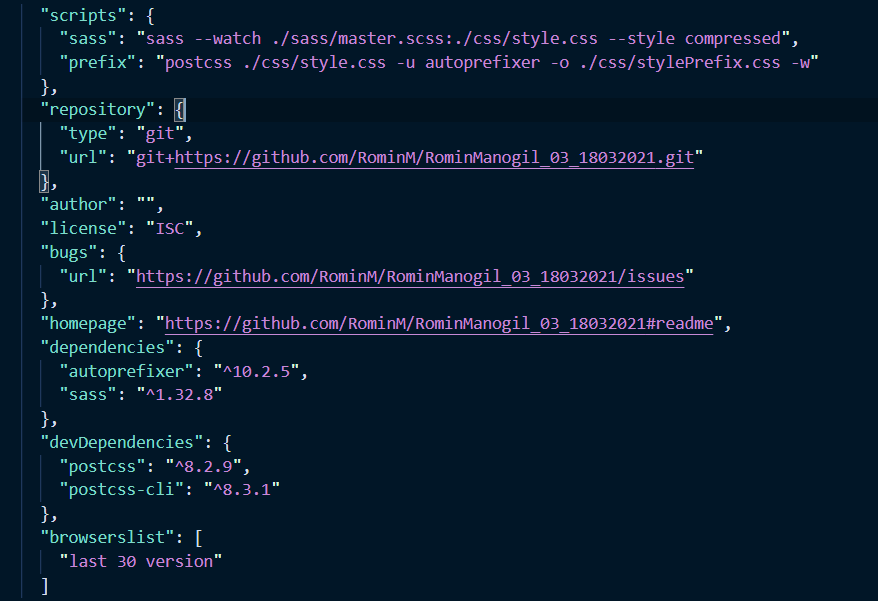 "scripts": {
"sass": "sass --watch ./sass/master.scss:./css/style.css --style compressed",
"prefix": "postcss ./css/style.css -u autoprefixer -o ./css/stylePrefix.css -w"
},
"repository": {
"type": "git",
"url": "git+https://github.com/RominM/RominManogil_03_18032021.git"
},
"author": "",
"license": "ISC",
"bugs": {
"url": "https://github.com/RominM/RominManogil_03_18032021/issues"
},
"homepage": "https://github.com/RominM/RominManogil_03_18032021#readme",
"dependencies": {
"autoprefixer": "^10.2.5",
"sass": "^1.32.8"
},
"devDependencies": {
"postcss": "^8.2.9",
"postcss-cli": "^8.3.1"
},
"browserslist": [
"last 30 version"
]